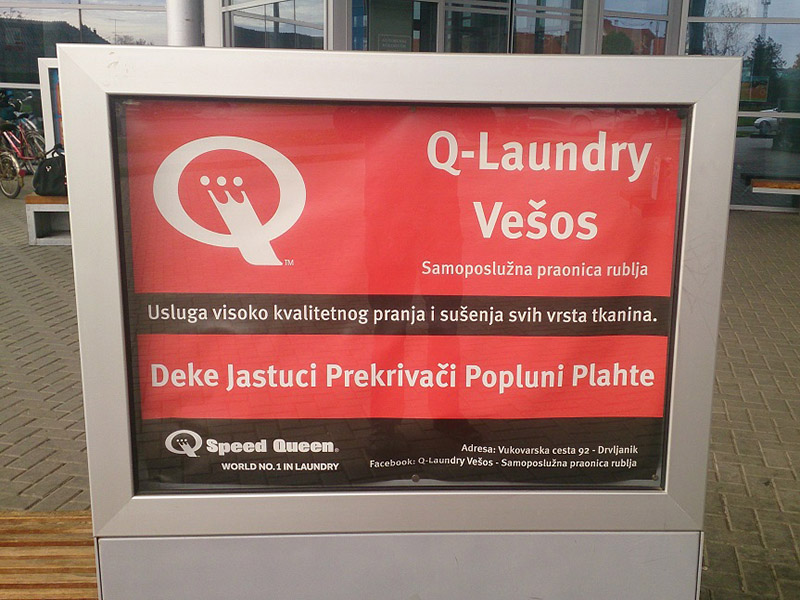 Q-Laundry
Vešos
Samoposlužna praonica rublja
TM
Usluga visoko kvalitetnog pranja i sušenja svih vrsta tkanina.
Deke Jastuci Prekrivači Popluni Plahte
Speed Queen®
WORLD NO.1 IN LAUNDRY
Adresa: Vukovarska cesta 92 - Drvljanik
Facebook: Q-Laundry Vešos - Samoposlužna praonica rublja